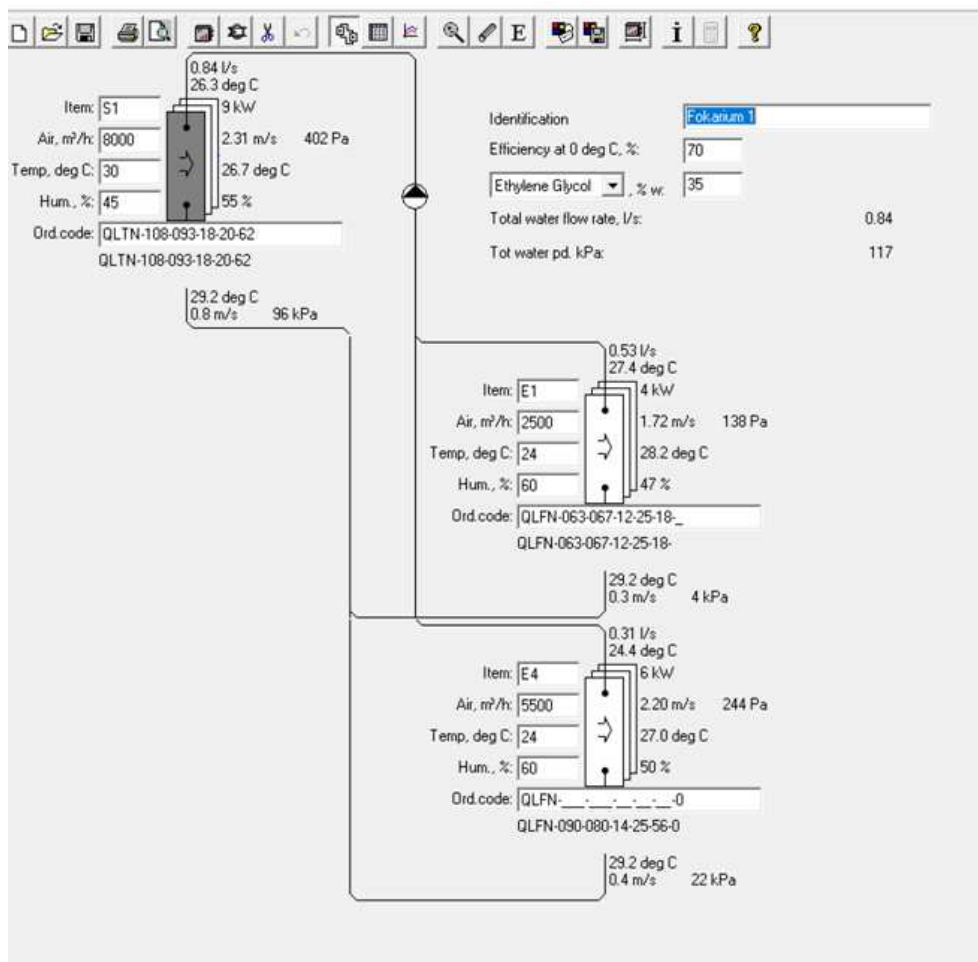 E
i
?
0.84 l/s
26.3 deg C
Item: S1 9 kW
Air, m³/h: 8000 2.31 m/s 402 Pa
Temp, deg C: 30 26.7 deg C
Hum., %: 45 55 %
Ord.code: QLTN-108-093-18-20-62
QLTN-108-093-18-20-62
29.2 deg C
0.8 m/s 96 kPa
Identification Fokarium 1
Efficiency at 0 deg C, %: 70
Ethylene Glycol , % w: 35
Total water flow rate, l/s: 0.84
Tot water pd. kPa: 117
0.53 l/s
27.4 deg C
Item: E1 4 kW
Air, m³/h: 2500 1.72 m/s 138 Pa
Temp, deg C: 24 28.2 deg C
Hum., %: 60 47 %
Ord.code: QLFN-063-067-12-25-18-_
QLFN-063-067-12-25-18-
29.2 deg C
0.3 m/s 4 kPa
0.31 l/s
24.4 deg C
Item: E4 6 kW
Air, m³/h: 5500 2.20 m/s 244 Pa
Temp, deg C: 24 27.0 deg C
Hum., %: 60 50 %
Ord.code: QLFN-___-___-__-__-__-0
QLFN-090-080-14-25-56-0
29.2 deg C
0.4 m/s 22 kPa